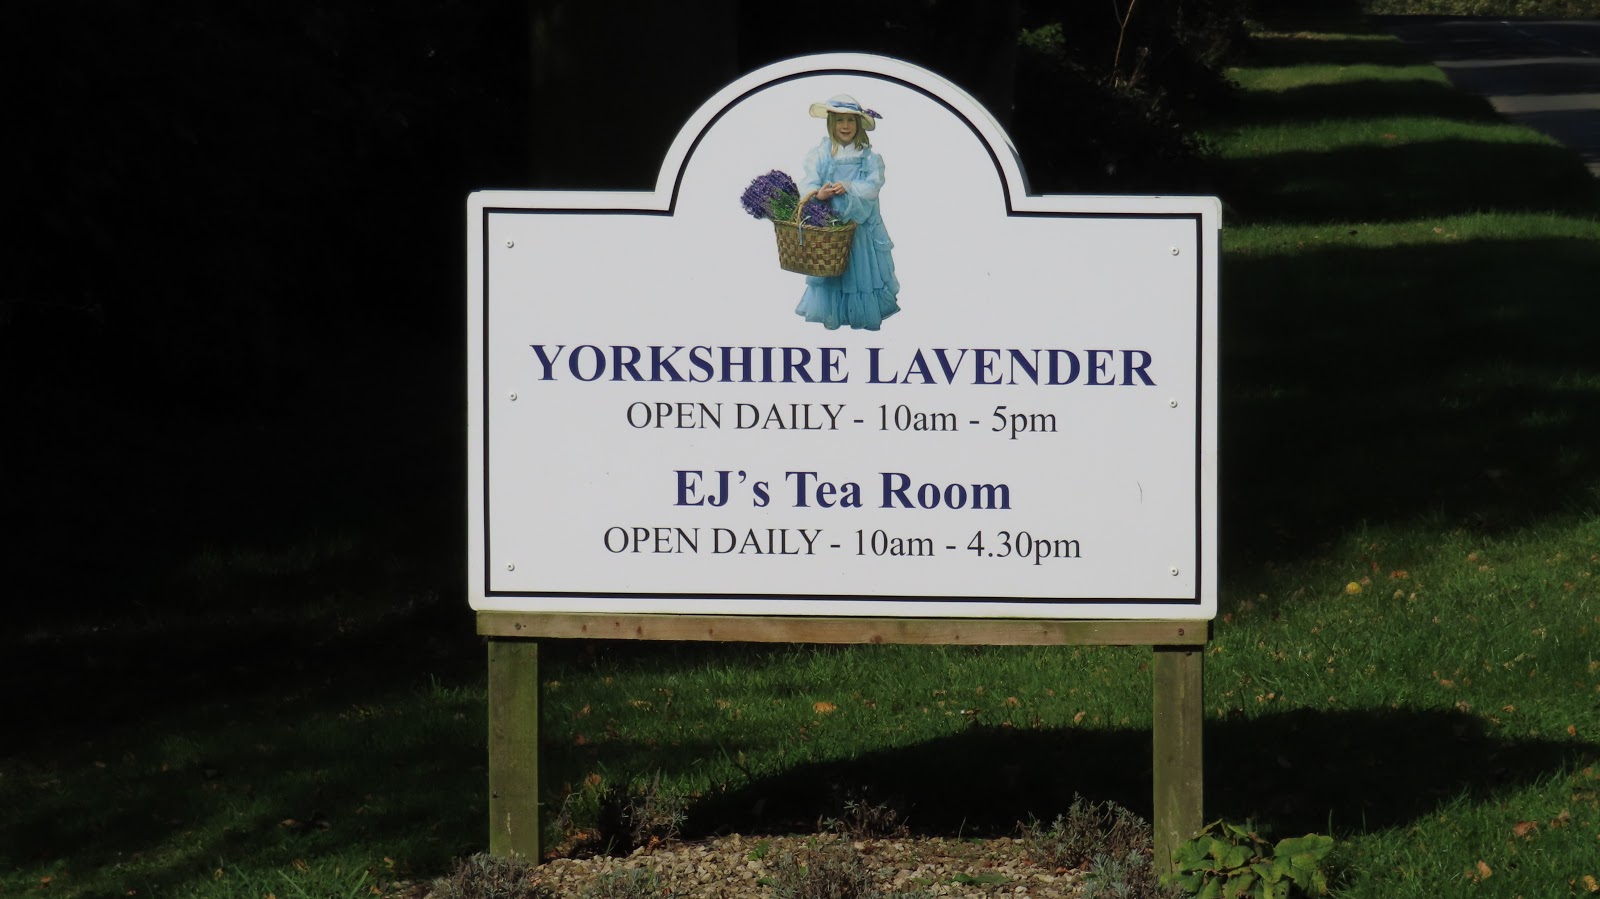 YORKSHIRE LAVENDER
OPEN DAILY - 10am - 5pm
EJ’s Tea Room
OPEN DAILY - 10am - 4.30pm